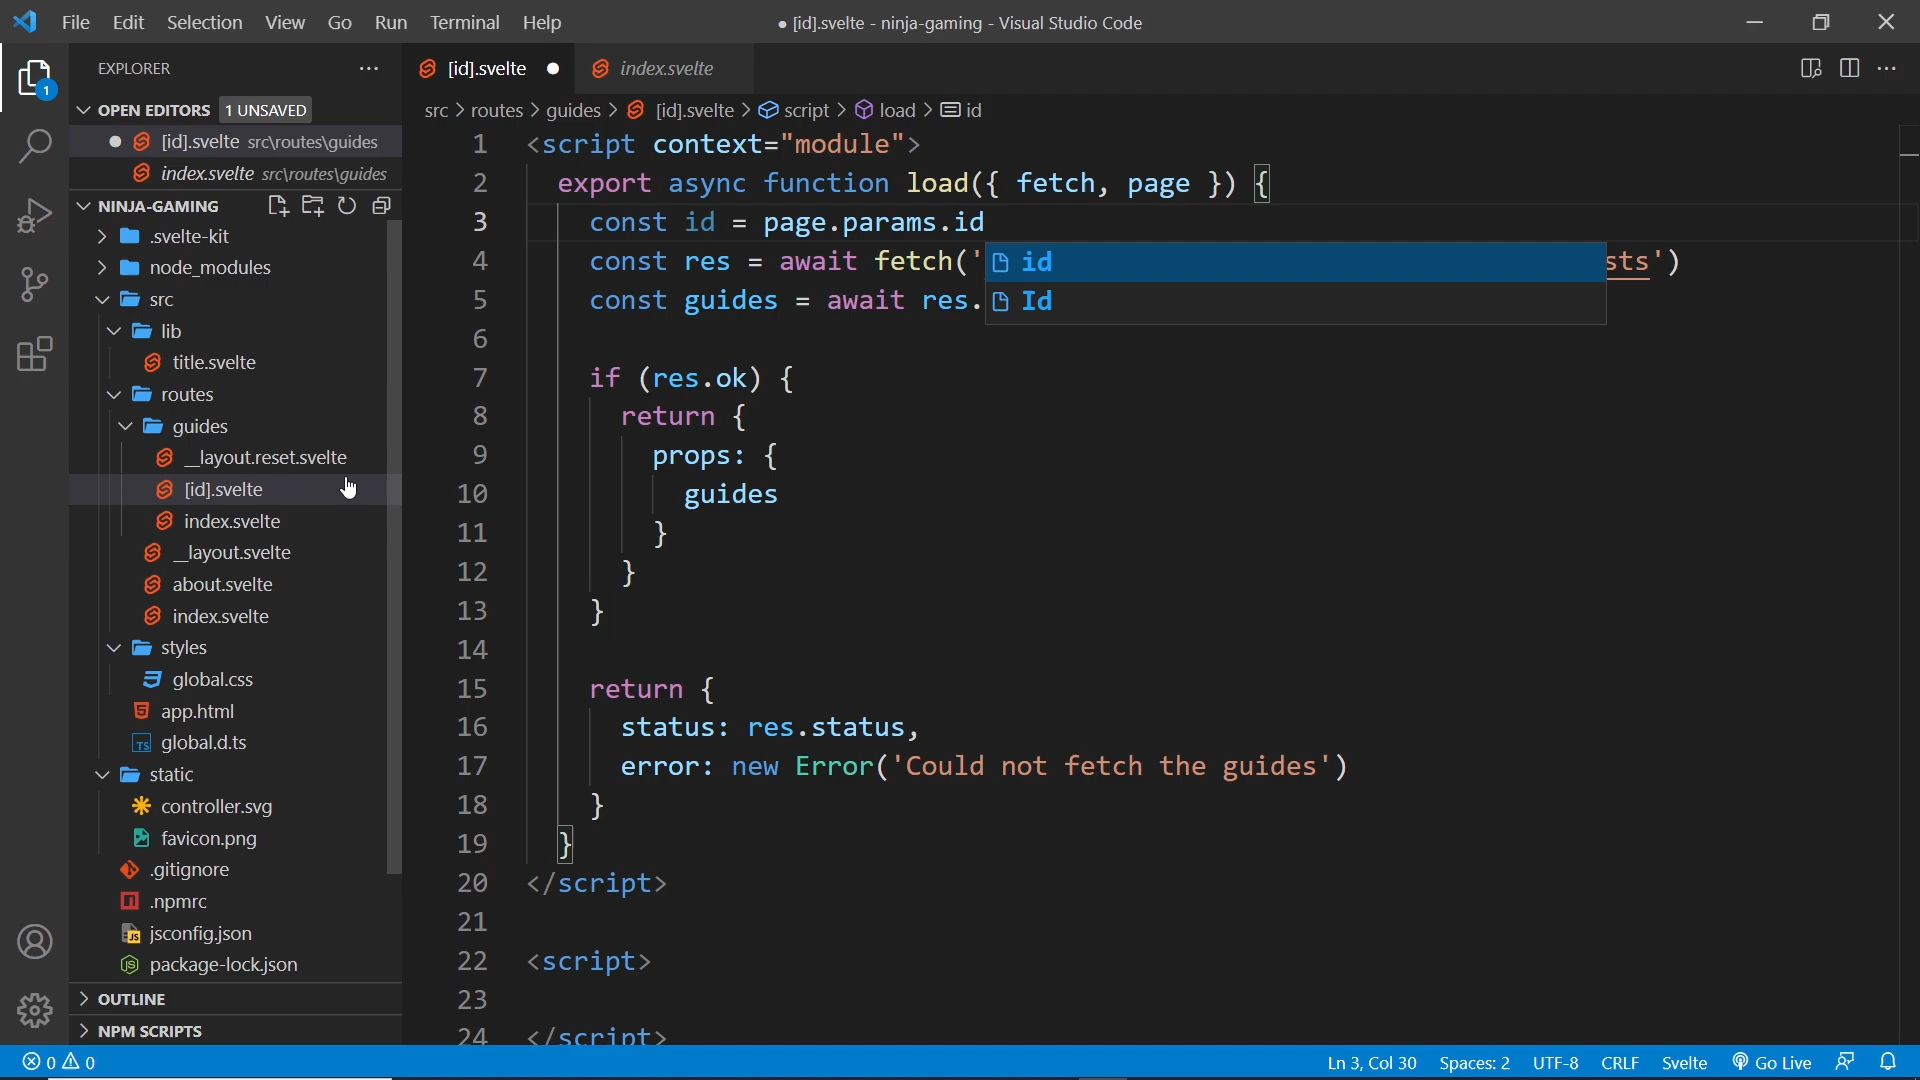 File Edit Selection View Go Run Terminal Help
● [id].svelte - ninja-gaming - Visual Studio Code
EXPLORER
1
OPEN EDITORS 1 UNSAVED
[id].svelte src\routes\guides
index.svelte src\routes\guides
NINJA-GAMING
.svelte-kit
node_modules
src
lib
title.svelte
routes
guides
__layout.reset.svelte
[id].svelte
index.svelte
__layout.svelte
about.svelte
index.svelte
styles
global.css
app.html
global.d.ts
static
controller.svg
favicon.png
.gitignore
.npmrc
jsconfig.json
package-lock.json
OUTLINE
NPM SCRIPTS
[id].svelte index.svelte
src > routes > guides > [id].svelte > script > load > id
1 <script context="module">
2 export async function load({ fetch, page }) {
3 const id = page.params.id
4 const res = await fetch(' sts')
5 const guides = await res.
id
Id
6
7 if (res.ok) {
8 return {
9 props: {
10 guides
11 }
12 }
13 }
14
15 return {
16 status: res.status,
17 error: new Error('Could not fetch the guides')
18 }
19 }
20 </script>
21
22 <script>
23
24 </script>
0 0
Ln 3, Col 30 Spaces: 2 UTF-8 CRLF Svelte Go Live